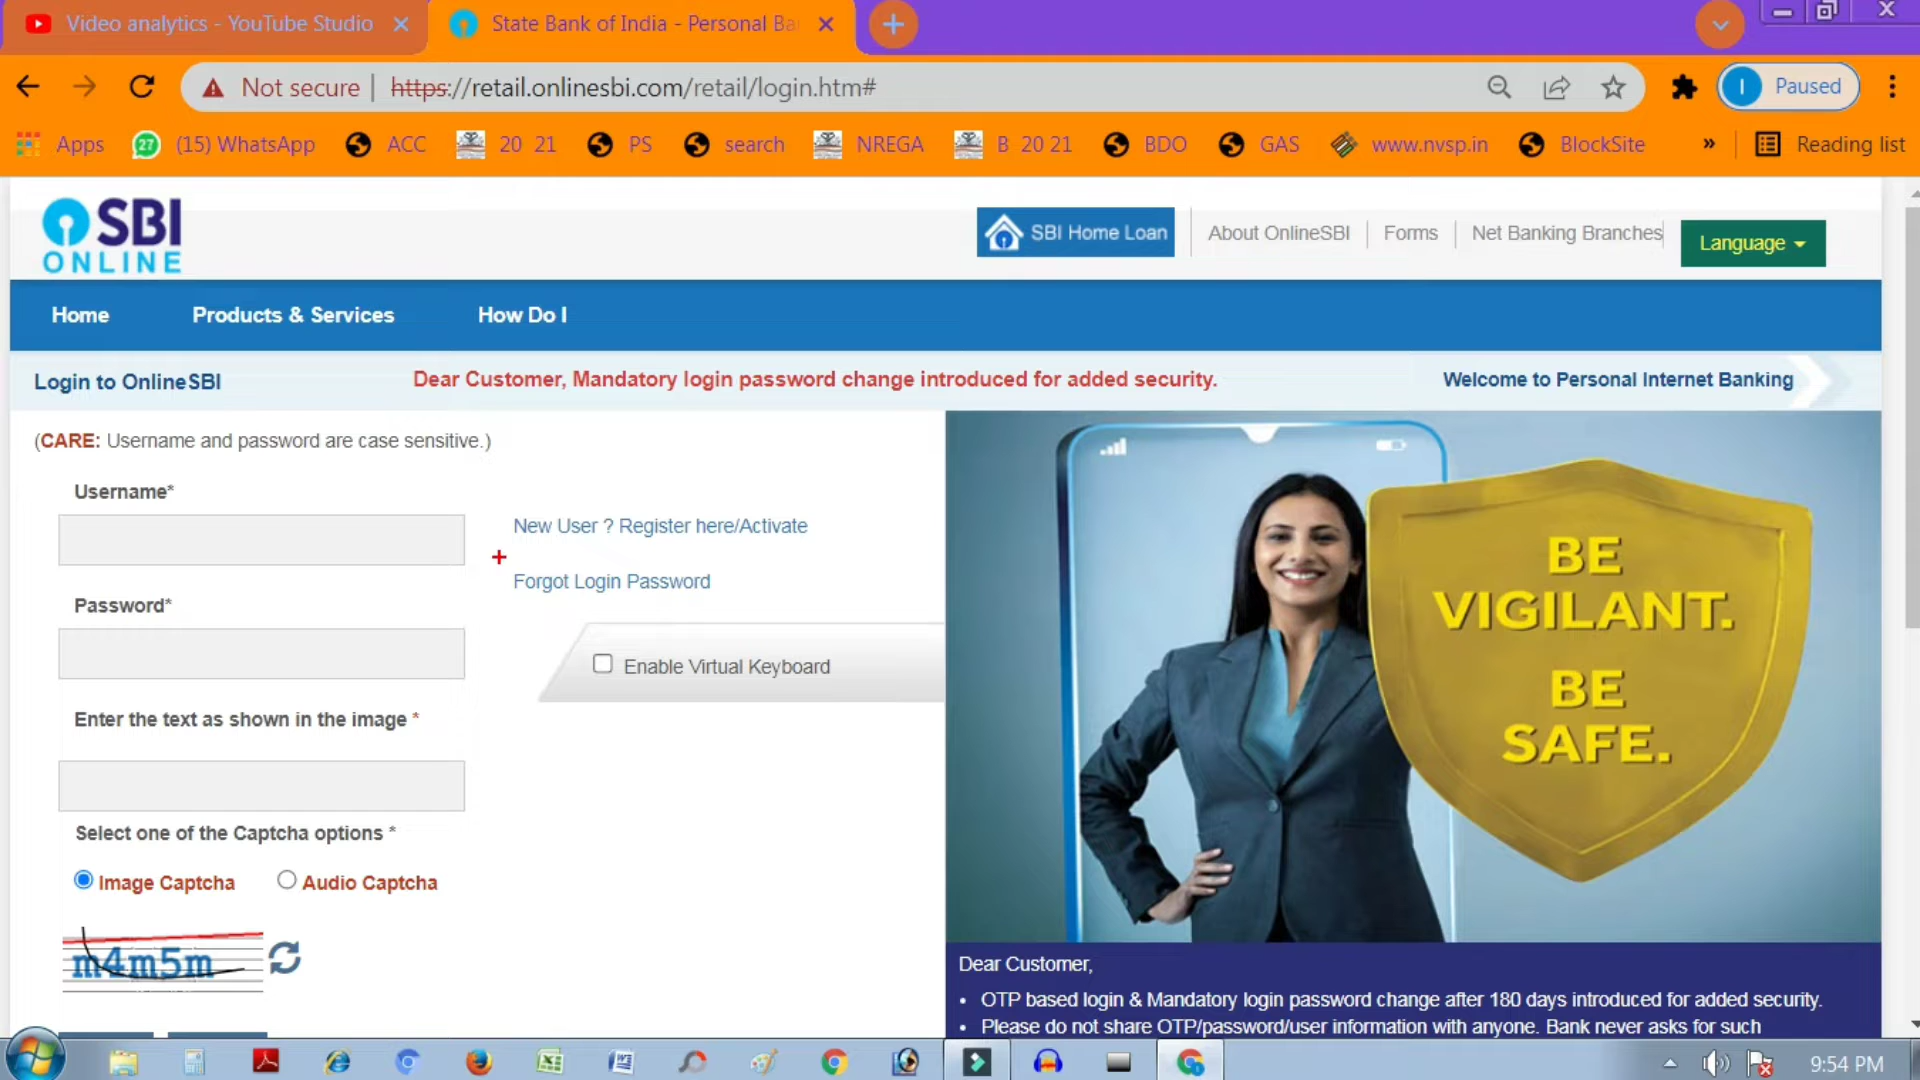 Video analytics - YouTube Studio
State Bank of India - Personal Ba
Not secure | https://retail.onlinesbi.com/retail/login.htm#
I Paused
Apps
27 (15) WhatsApp
ACC
20 21
PS
search
NREGA
B 20 21
BDO
GAS
www.nvsp.in
BlockSite
»
Reading list
SBI
ONLINE
SBI Home Loan
About OnlineSBI
Forms
Net Banking Branches
Language
Home
Products & Services
How Do I
Login to OnlineSBI
Dear Customer, Mandatory login password change introduced for added security.
Welcome to Personal Internet Banking
(CARE: Username and password are case sensitive.)
Username*
New User ? Register here/Activate
Forgot Login Password
Password*
Enable Virtual Keyboard
Enter the text as shown in the image *
Select one of the Captcha options *
Image Captcha
Audio Captcha
m4m5m
BE
VIGILANT.
BE
SAFE.
Dear Customer,
• OTP based login & Mandatory login password change after 180 days introduced for added security.
• Please do not share OTP/password/user information with anyone. Bank never asks for such
9:54 PM